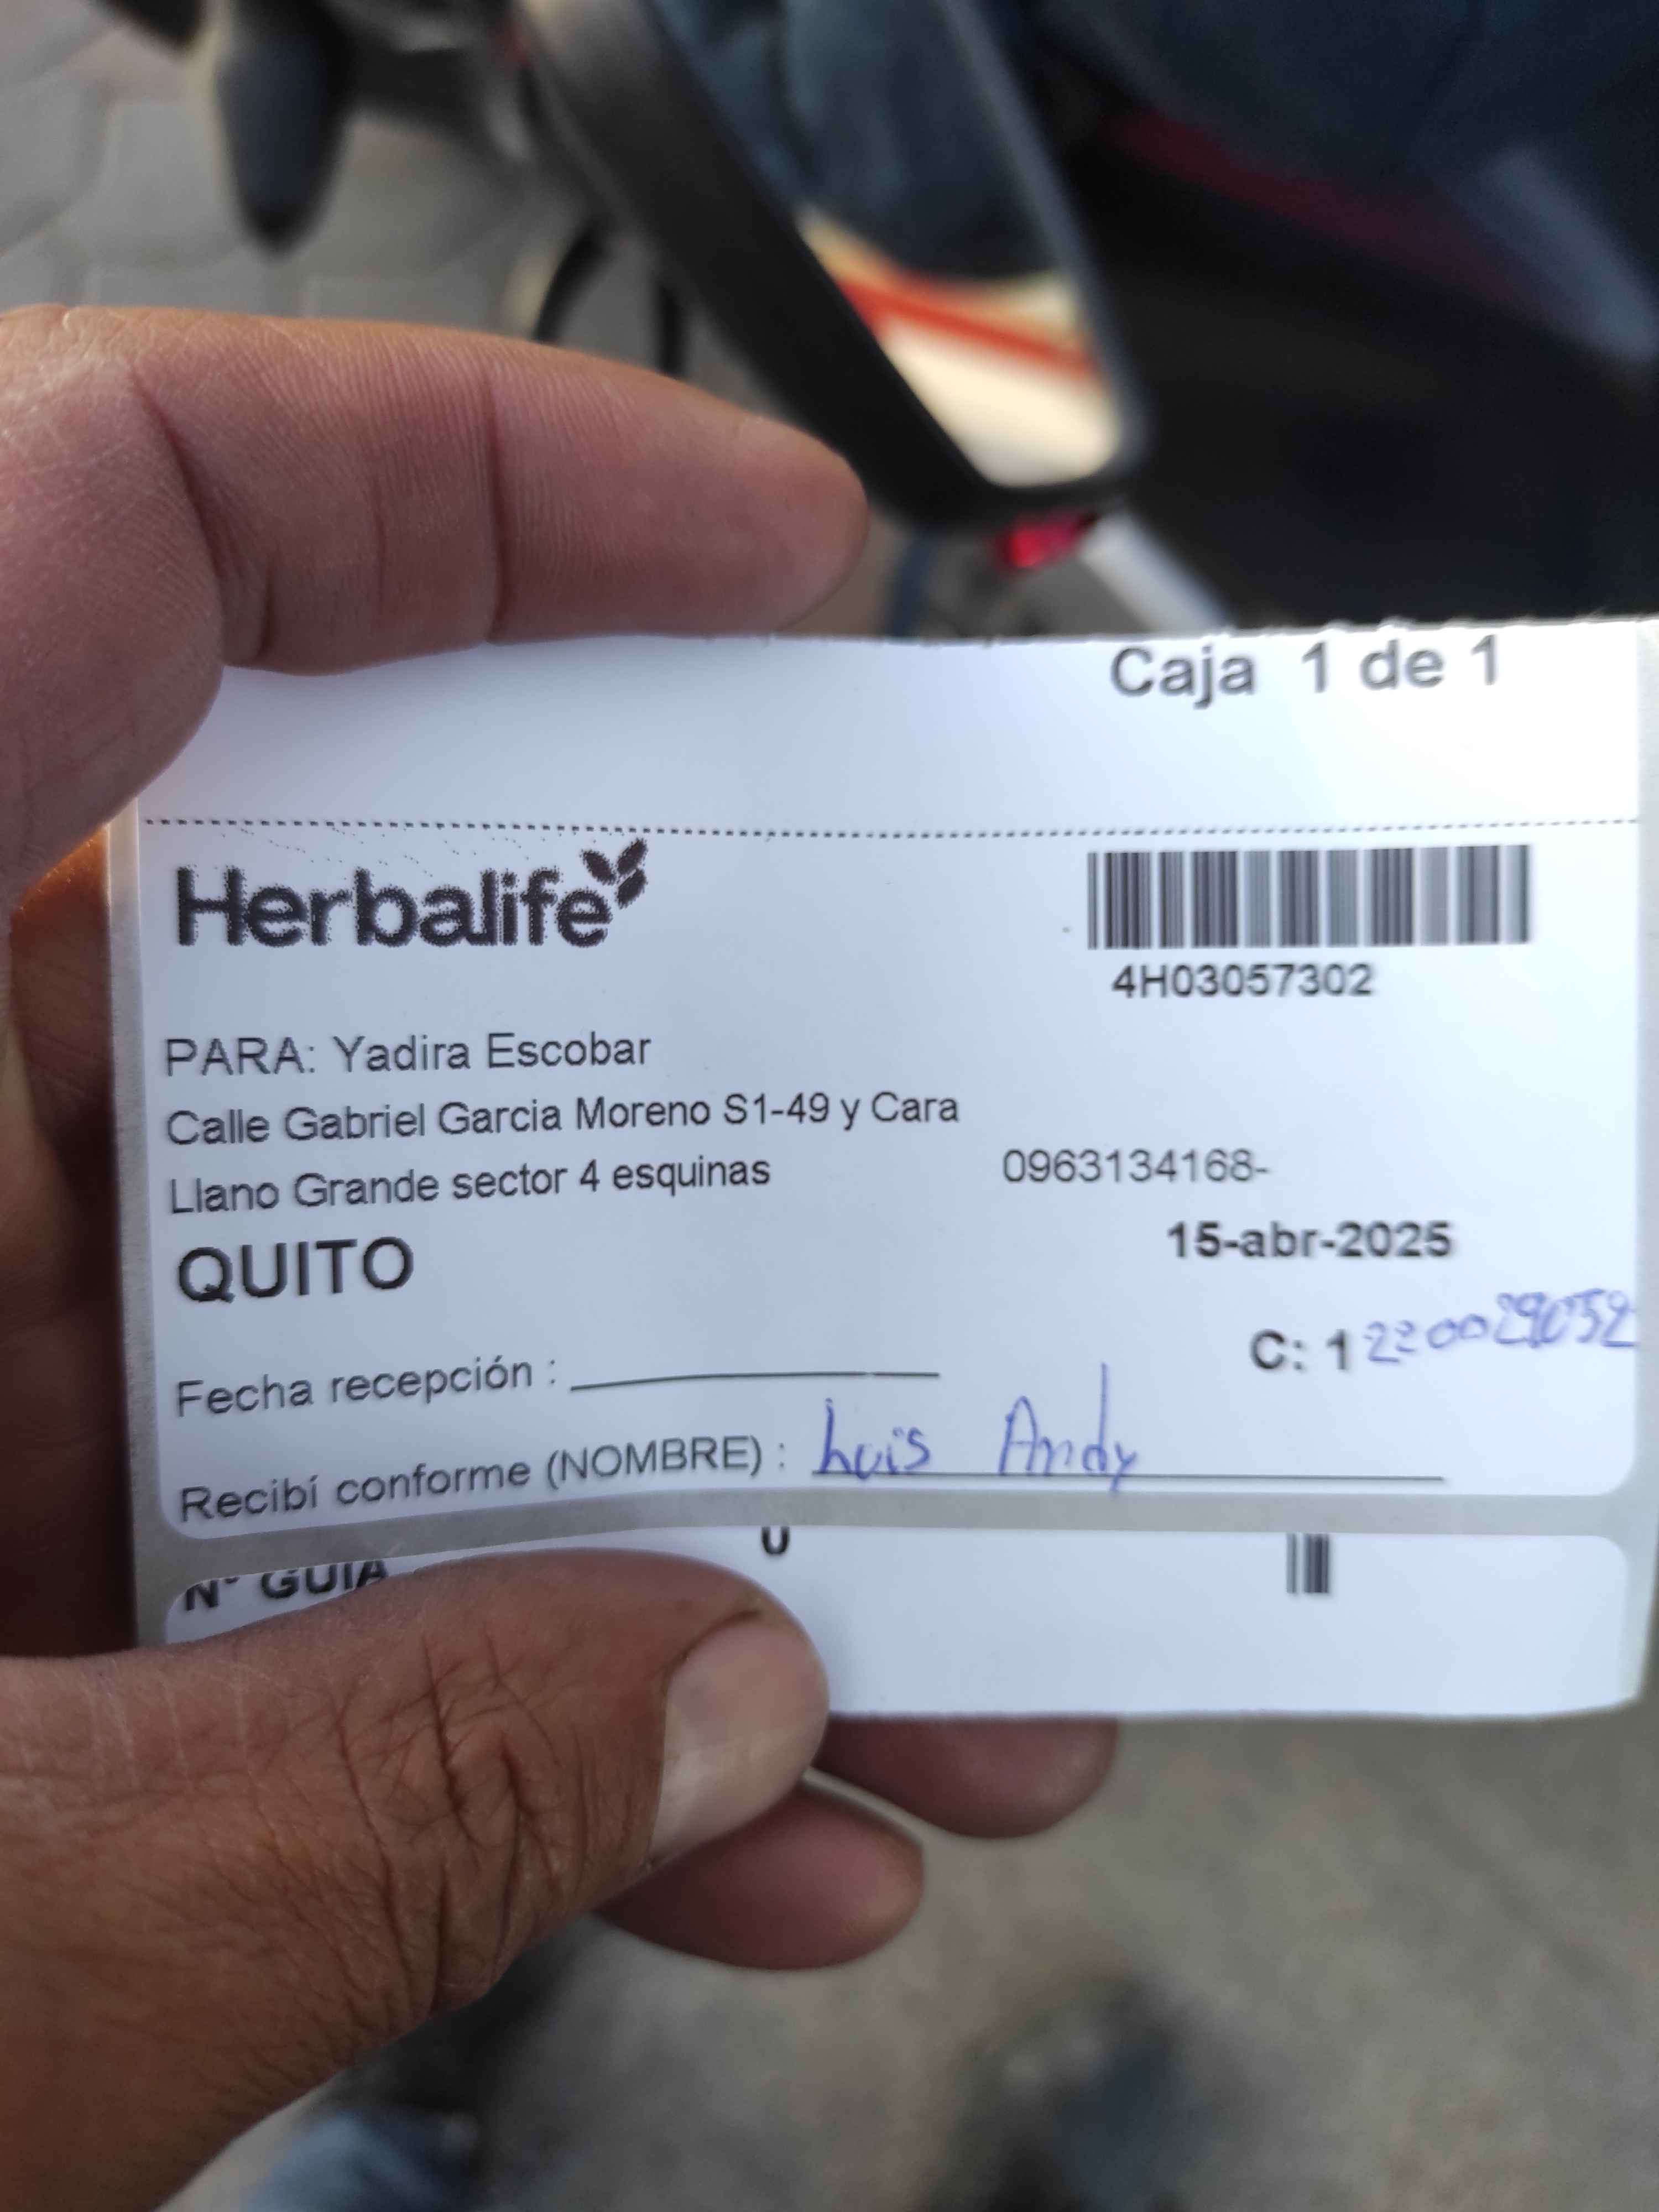 Caja 1 de 1
Herbalife
4H03057302
PARA: Yadira Escobar
Calle Gabriel Garcia Moreno S1-49 y Cara
Llano Grande sector 4 esquinas 0963134168-
QUITO
15-abr-2025
C: 1
Fecha recepción :
Recibí conforme (NOMBRE) : Luis Andy
N° GUIA